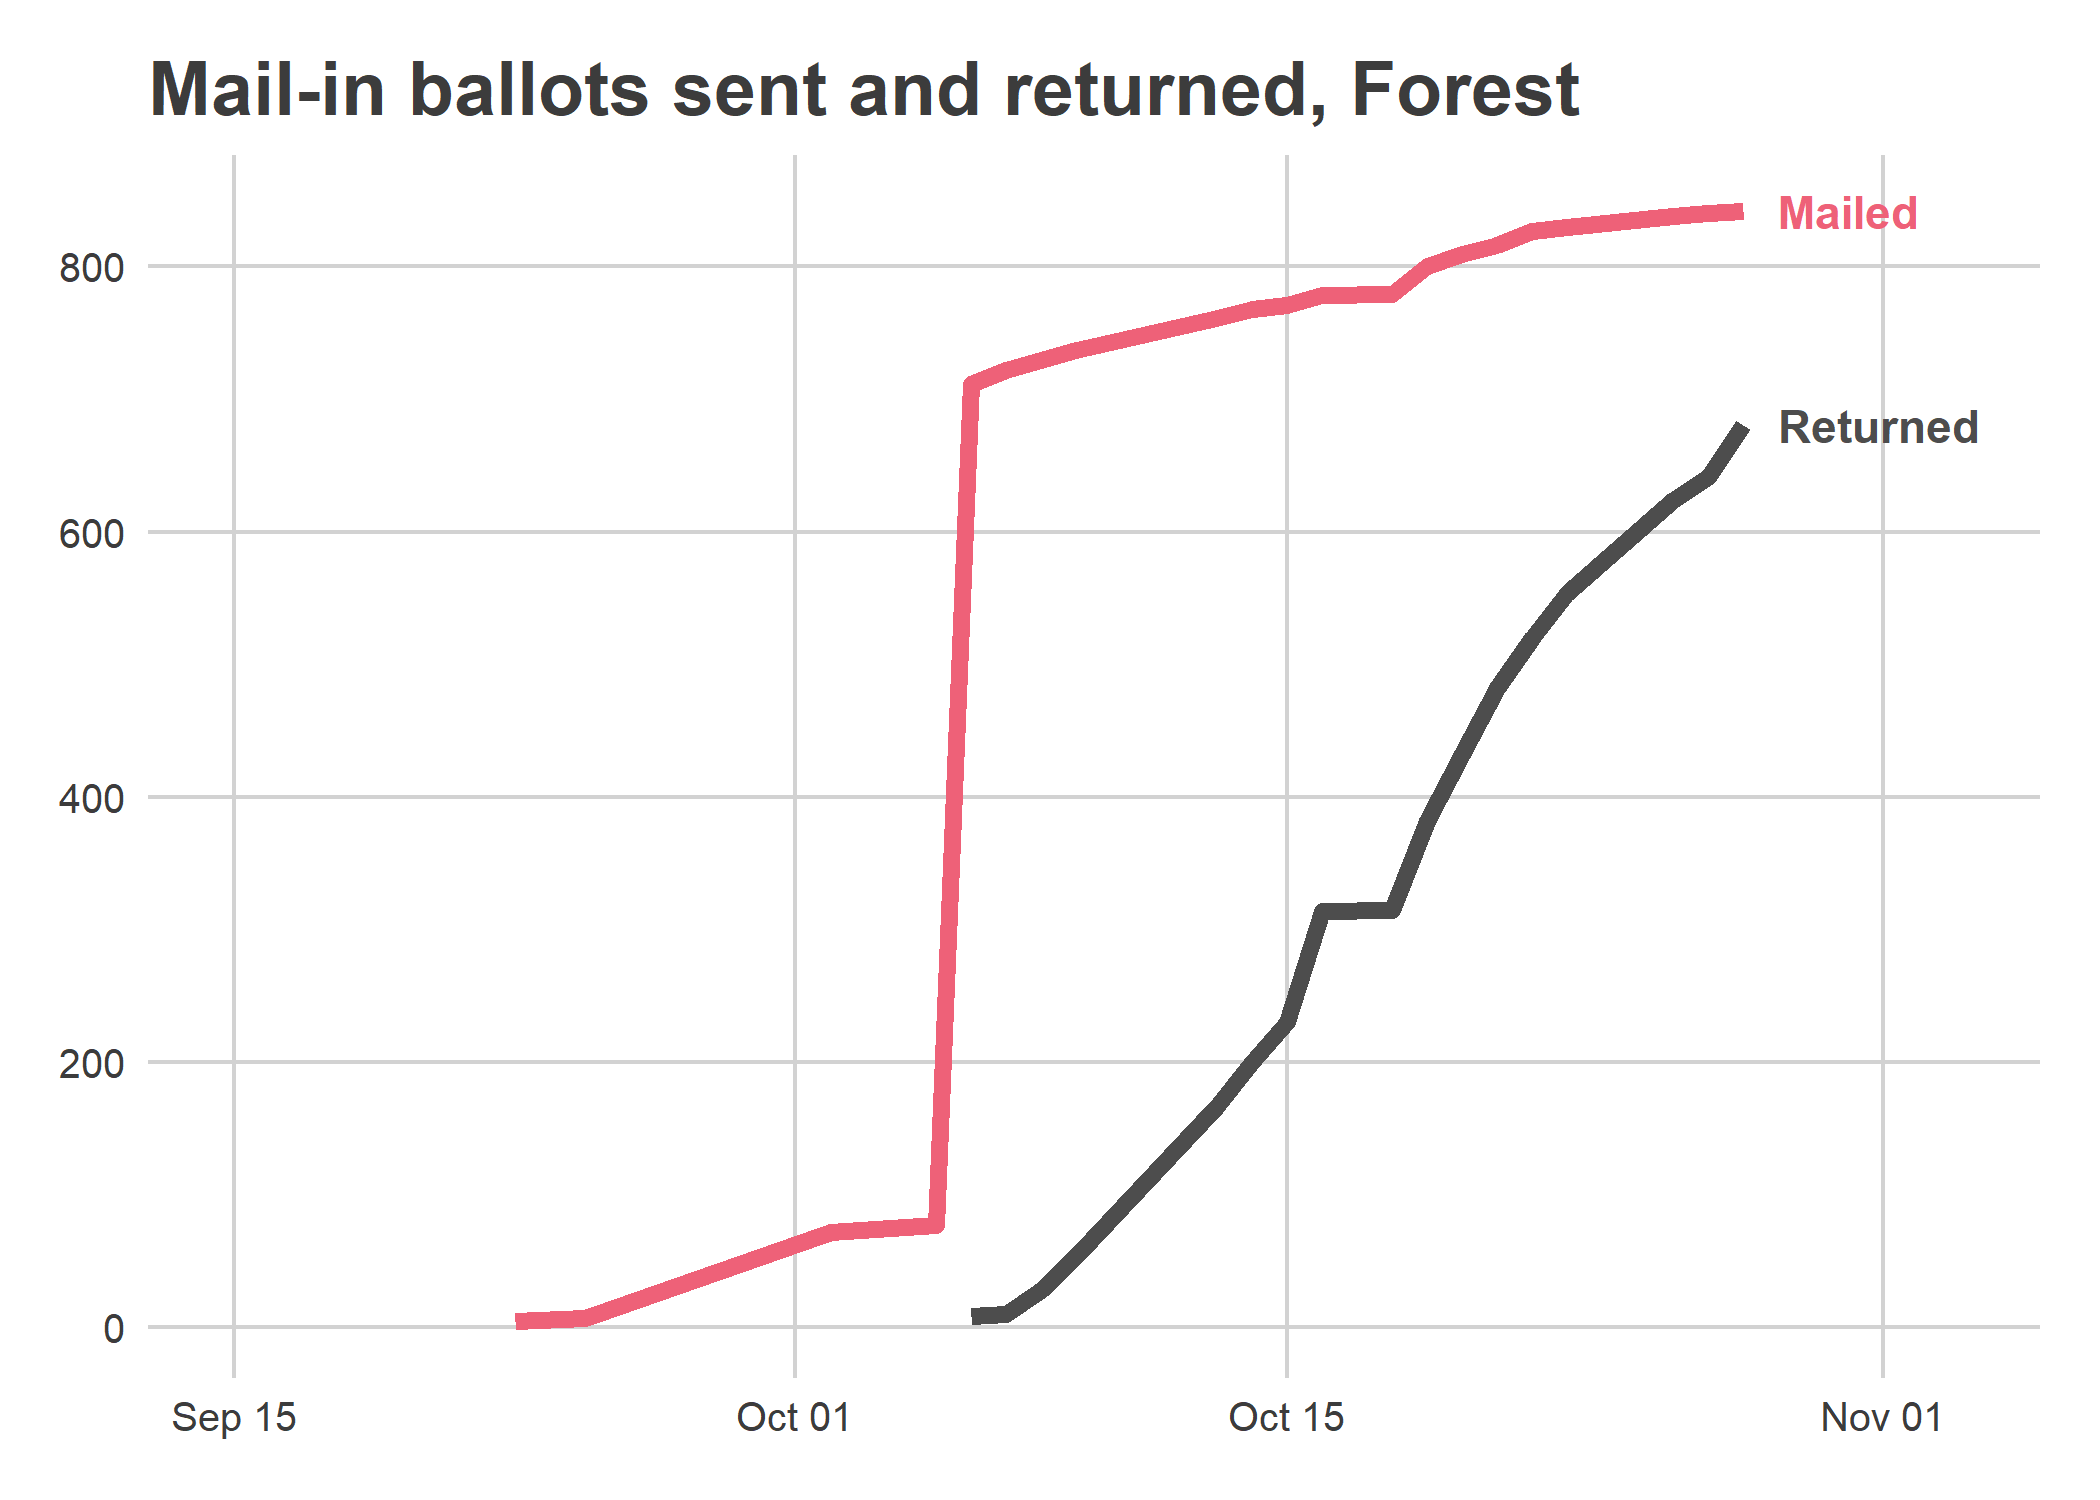 Mail-in ballots sent and returned, Forest
Mailed
800
Returned
600
400
200
0
Sep 15
Oct 01
Oct 15
Nov 01